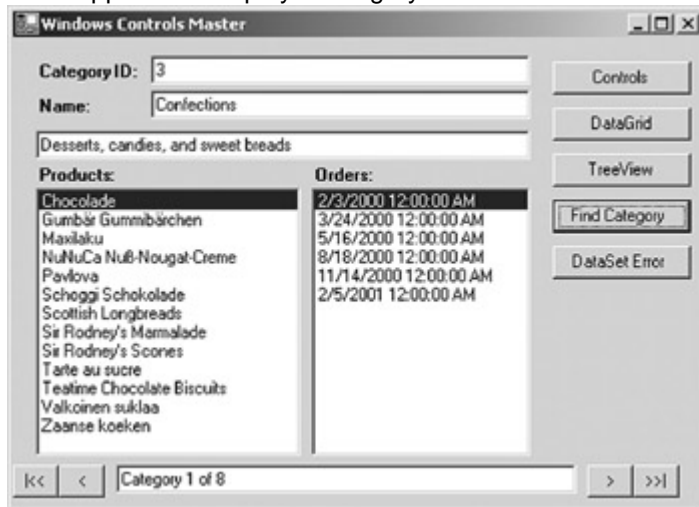 Windows Control Master
Category ID: 3
Name: Confections
Desserts, candies, and sweet breads
Products:
Chocolade
Gumbär Gummibärchen
Maxilaku
NuNuCa Nuß-Nougat-Creme
Pavlova
Schoggi Schokolade
Scottish Longbreads
Sir Rodney's Marmalade
Sir Rodney's Scones
Tarte au sucre
Teatime Chocolate Biscuits
Valkoinen suklaa
Zaanse koeken
Orders:
2/3/2000 12:00:00 AM
3/24/2000 12:00:00 AM
5/16/2000 12:00:00 AM
8/18/2000 12:00:00 AM
11/14/2000 12:00:00 AM
2/5/2001 12:00:00 AM
Controls
DataGrid
TreeView
Find Category
DataSet Error
|<<
<
Category 1 of 8
>
>>|